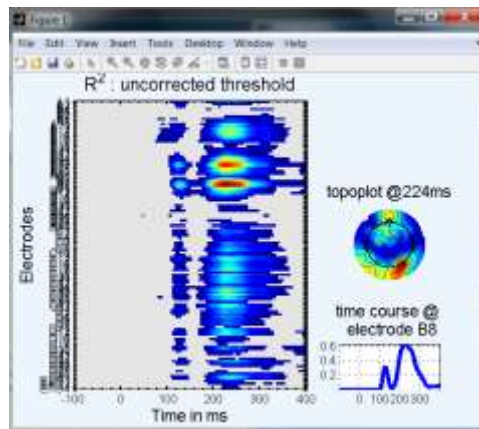 Figure 1
File Edit View Insert Tools Desktop Window Help
R² : uncorrected threshold
Electrodes
-100 0 100 200 300 400
Time in ms
topoplot @224ms
time course @
electrode B8
0.6
0.4
0.2
0 100 200 300